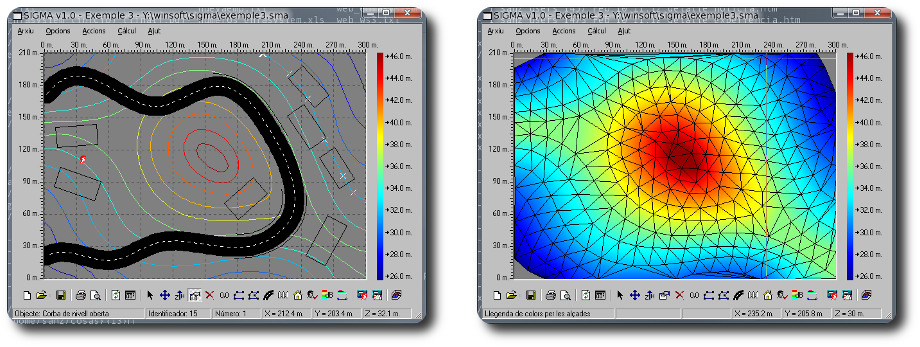 SIGMA v1.0 - Exemple 3 - Y:\winsoft\sigma\exemple3.sma
Arxiu Opcions Accions Càlcul Ajut
0 m. 30 m. 60 m. 90 m. 120 m. 150 m. 180 m. 210 m. 240 m. 270 m. 300 m.
210 m.
180 m.
150 m.
120 m.
90 m.
60 m.
30 m.
0 m.
+46.0 m.
+44.0 m.
+42.0 m.
+40.0 m.
+38.0 m.
+36.0 m.
+34.0 m.
+32.0 m.
+30.0 m.
+28.0 m.
+26.0 m.
Objecte: Corba de nivell oberta Identificador: 15 Número: 1 X = 212.4 m. Y = 203.4 m. Z = 32.1 m.
SIGMA v1.0 - Exemple 3 - Y:\winsoft\sigma\exemple3.sma
Arxiu Opcions Accions Càlcul Ajut
0 m. 30 m. 60 m. 90 m. 120 m. 150 m. 180 m. 210 m. 240 m. 270 m. 300 m.
210 m.
180 m.
150 m.
120 m.
90 m.
60 m.
30 m.
0 m.
+46.0 m.
+44.0 m.
+42.0 m.
+40.0 m.
+38.0 m.
+36.0 m.
+34.0 m.
+32.0 m.
+30.0 m.
+28.0 m.
+26.0 m.
Llegenda de colors per les alçades X = 235.2 m. Y = 205.8 m. Z = 30 m.